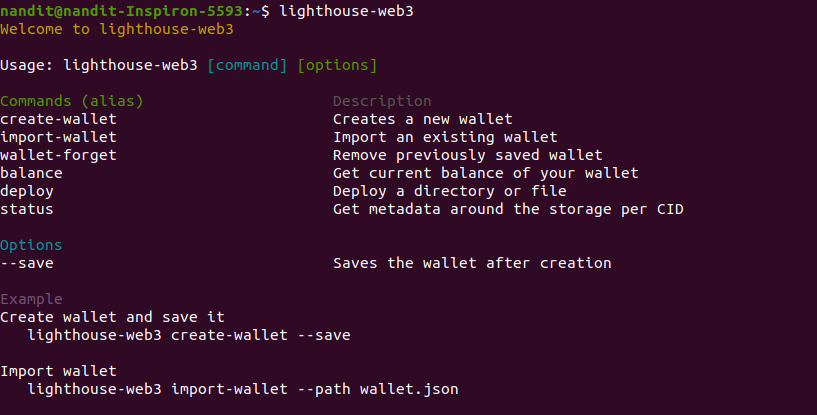 nandit@nandit-Inspiron-5593:~$ lighthouse-web3
Welcome to lighthouse-web3
Usage: lighthouse-web3 [command] [options]
Commands (alias) Description
create-wallet Creates a new wallet
import-wallet Import an existing wallet
wallet-forget Remove previously saved wallet
balance Get current balance of your wallet
deploy Deploy a directory or file
status Get metadata around the storage per CID
Options
--save Saves the wallet after creation
Example
Create wallet and save it
lighthouse-web3 create-wallet --save
Import wallet
lighthouse-web3 import-wallet --path wallet.json